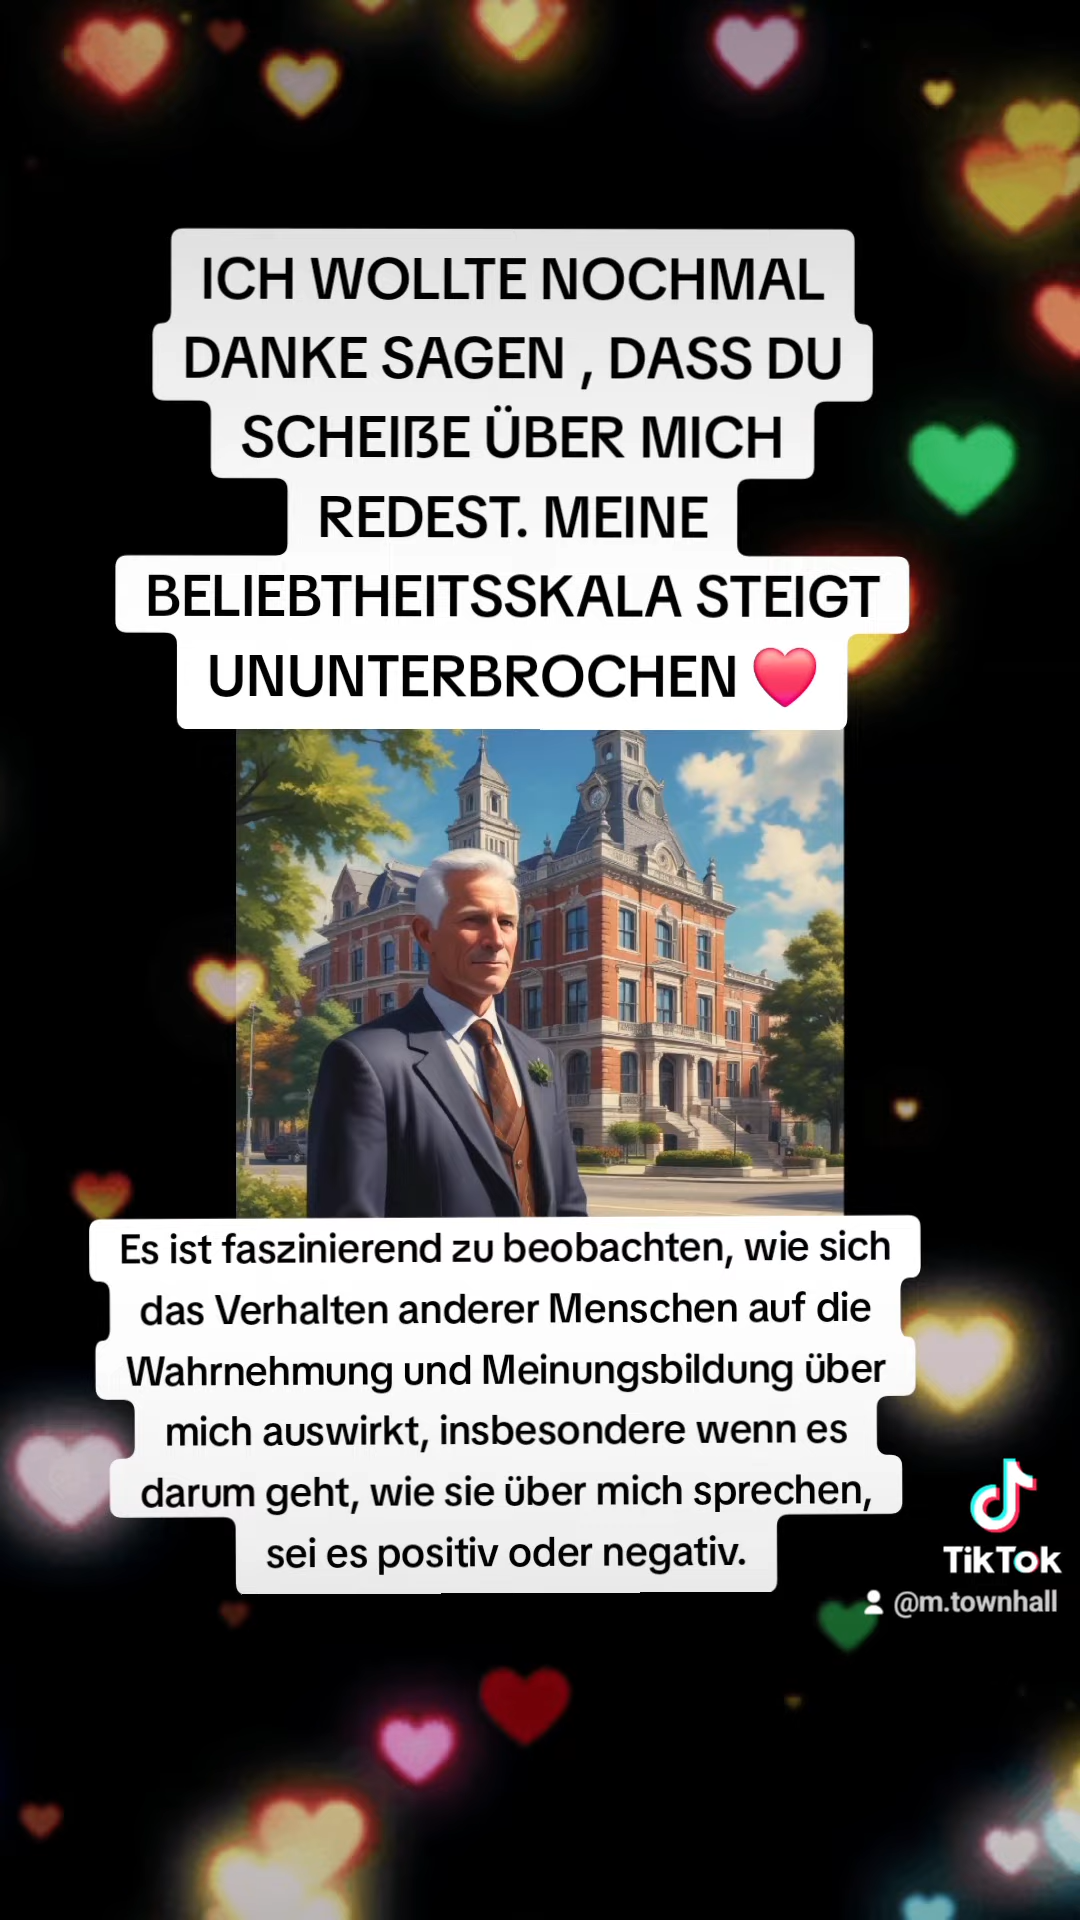 ICH WOLLTE NOCHMAL
DANKE SAGEN , DASS DU
SCHEIẞE ÜBER MICH
REDEST. MEINE
BELIEBTHEITSSKALA STEIGT
UNUNTERBROCHEN ❤️
Es ist faszinierend zu beobachten, wie sich
das Verhalten anderer Menschen auf die
Wahrnehmung und Meinungsbildung über
mich auswirkt, insbesondere wenn es
darum geht, wie sie über mich sprechen,
sei es positiv oder negativ.
TikTok
@m.townhall